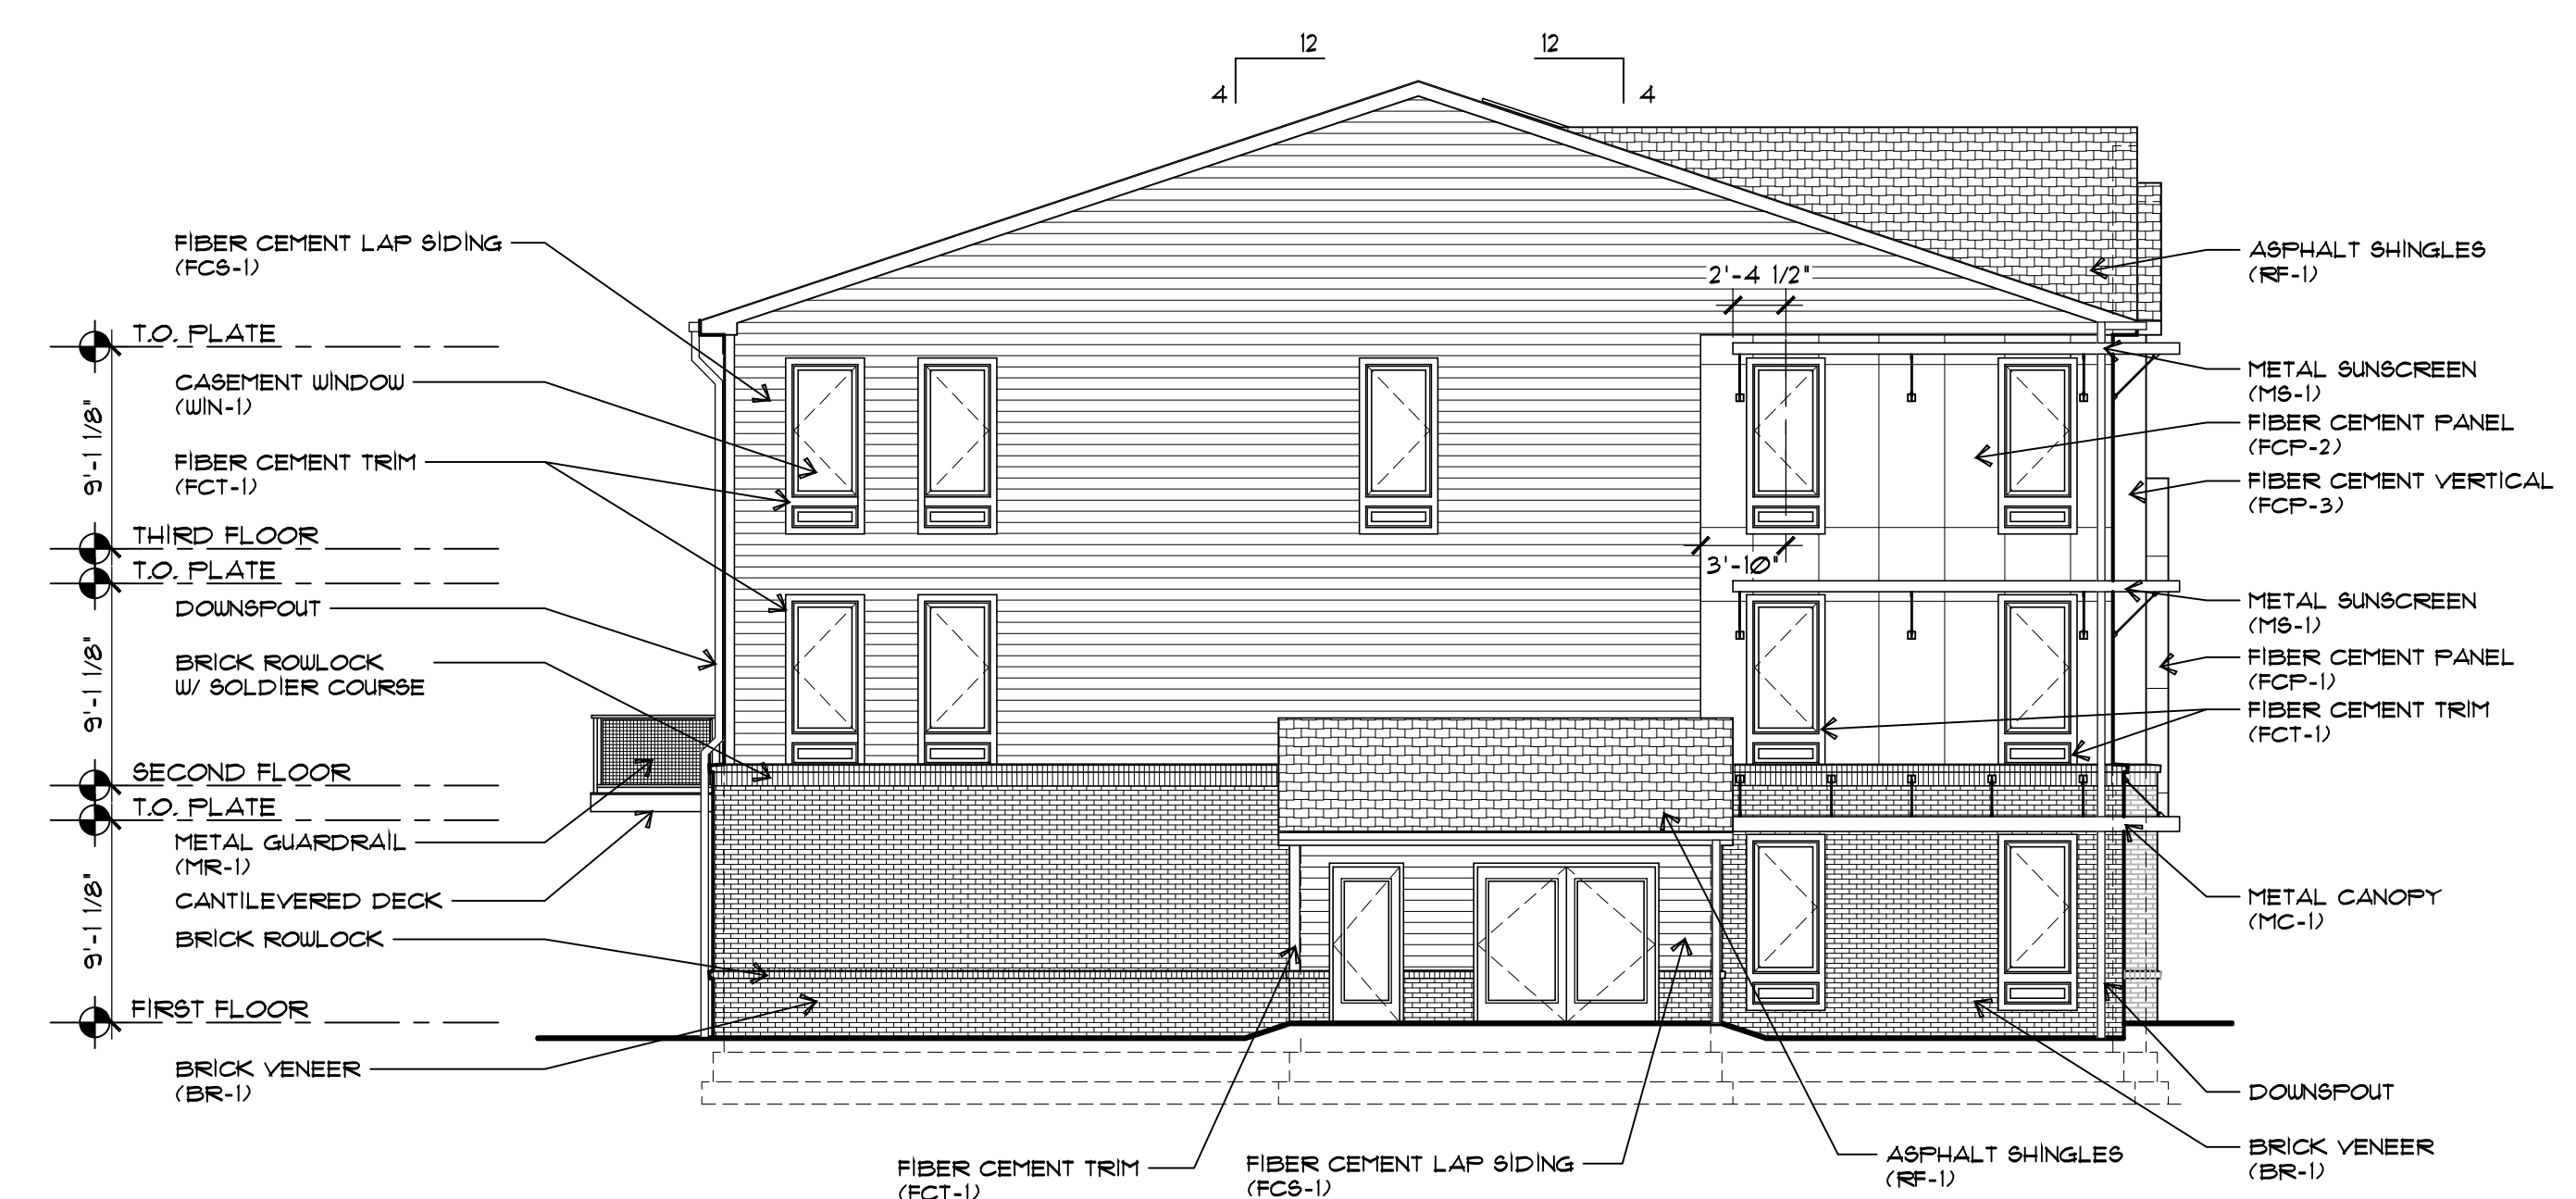 12
12
4
4
FIBER CEMENT LAP SIDING
(FCS-1)
T.O. PLATE
CASEMENT WINDOW
(WIN-1)
9'-1 1/8"
FIBER CEMENT TRIM
(FCT-1)
THIRD FLOOR
T.O. PLATE
DOWNSPOUT
9'-1 1/8"
BRICK ROWLOCK
W/ SOLDIER COURSE
SECOND FLOOR
T.O. PLATE
METAL GUARDRAIL
(MR-1)
CANTILEVERED DECK
9'-1 1/8"
BRICK ROWLOCK
FIRST FLOOR
BRICK VENEER
(BR-1)
2'-4 1/2"
3'-10"
ASPHALT SHINGLES
(RF-1)
METAL SUNSCREEN
(MS-1)
FIBER CEMENT PANEL
(FCP-2)
FIBER CEMENT VERTICAL
(FCP-3)
METAL SUNSCREEN
(MS-1)
FIBER CEMENT PANEL
(FCP-1)
FIBER CEMENT TRIM
(FCT-1)
METAL CANOPY
(MC-1)
DOWNSPOUT
BRICK VENEER
(BR-1)
FIBER CEMENT TRIM
(FCT-1)
FIBER CEMENT LAP SIDING
(FCS-1)
ASPHALT SHINGLES
(RF-1)